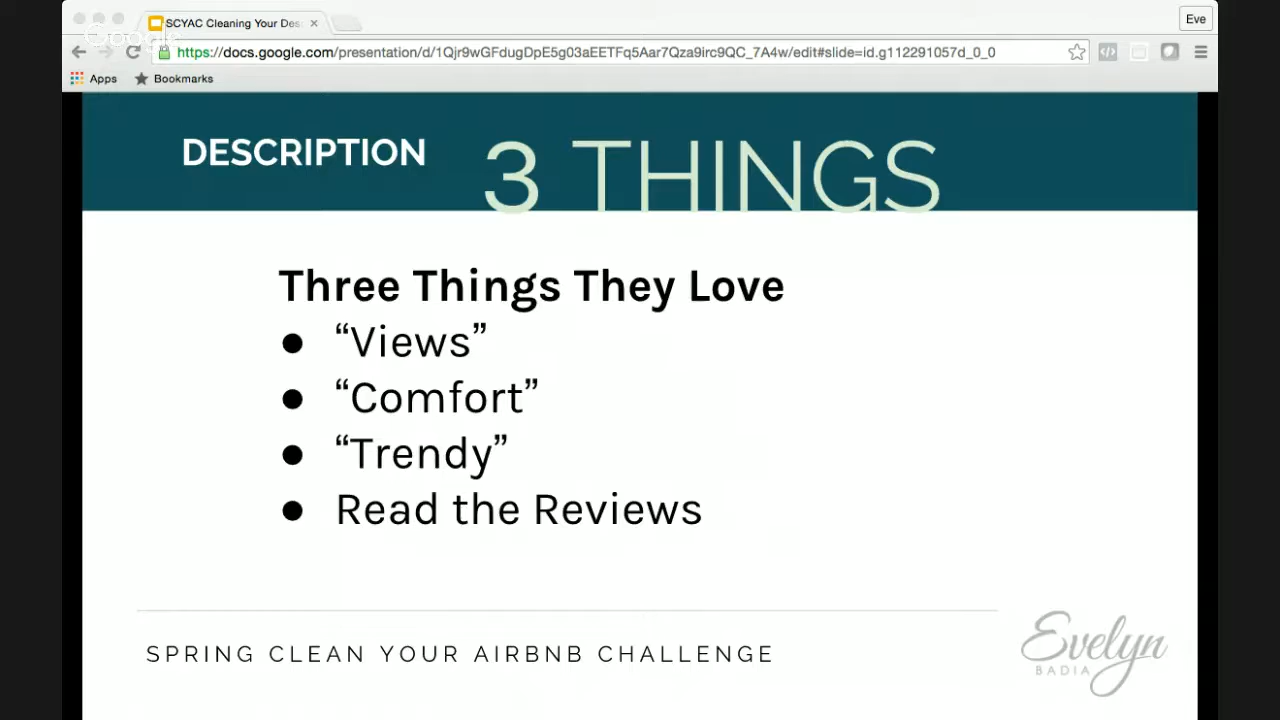 SCYAC Cleaning Your Des
Eve
Google
https://docs.google.com/presentation/d/1Qjr9wGFdugDpE5g03aEETFq5Aar7Qza9irc9QC_7A4w/edit#slide=id.g112291057d_0_0
Apps
Bookmarks
DESCRIPTION 3 THINGS
Three Things They Love
● “Views”
● “Comfort”
● “Trendy”
● Read the Reviews
SPRING CLEAN YOUR AIRBNB CHALLENGE
Evelyn
BADIA